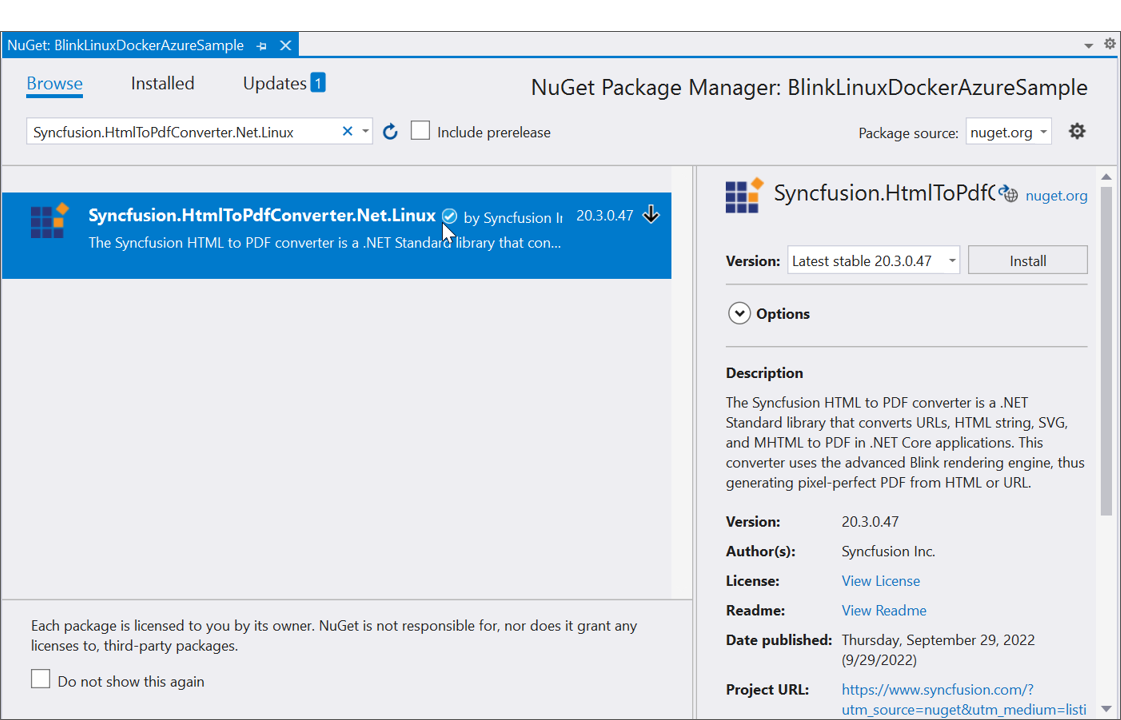 NuGet: BlinkLinuxDockerAzureSample
Browse
Installed
Updates 1
NuGet Package Manager: BlinkLinuxDockerAzureSample
Syncfusion.HtmlToPdfConverter.Net.Linux
Include prerelease
Package source: nuget.org
Syncfusion.HtmlToPdfConverter.Net.Linux by Syncfusion In 20.3.0.47
The Syncfusion HTML to PDF converter is a .NET Standard library that con...
Syncfusion.HtmlToPdfC nuget.org
Version: Latest stable 20.3.0.47 Install
Options
Description
The Syncfusion HTML to PDF converter is a .NET
Standard library that converts URLs, HTML string, SVG,
and MHTML to PDF in .NET Core applications. This
converter uses the advanced Blink rendering engine, thus
generating pixel-perfect PDF from HTML or URL.
Version: 20.3.0.47
Author(s): Syncfusion Inc.
License: View License
Readme: View Readme
Date published: Thursday, September 29, 2022
(9/29/2022)
Project URL: https://www.syncfusion.com/?
utm_source=nuget&utm_medium=listi
Each package is licensed to you by its owner. NuGet is not responsible for, nor does it grant any
licenses to, third-party packages.
Do not show this again